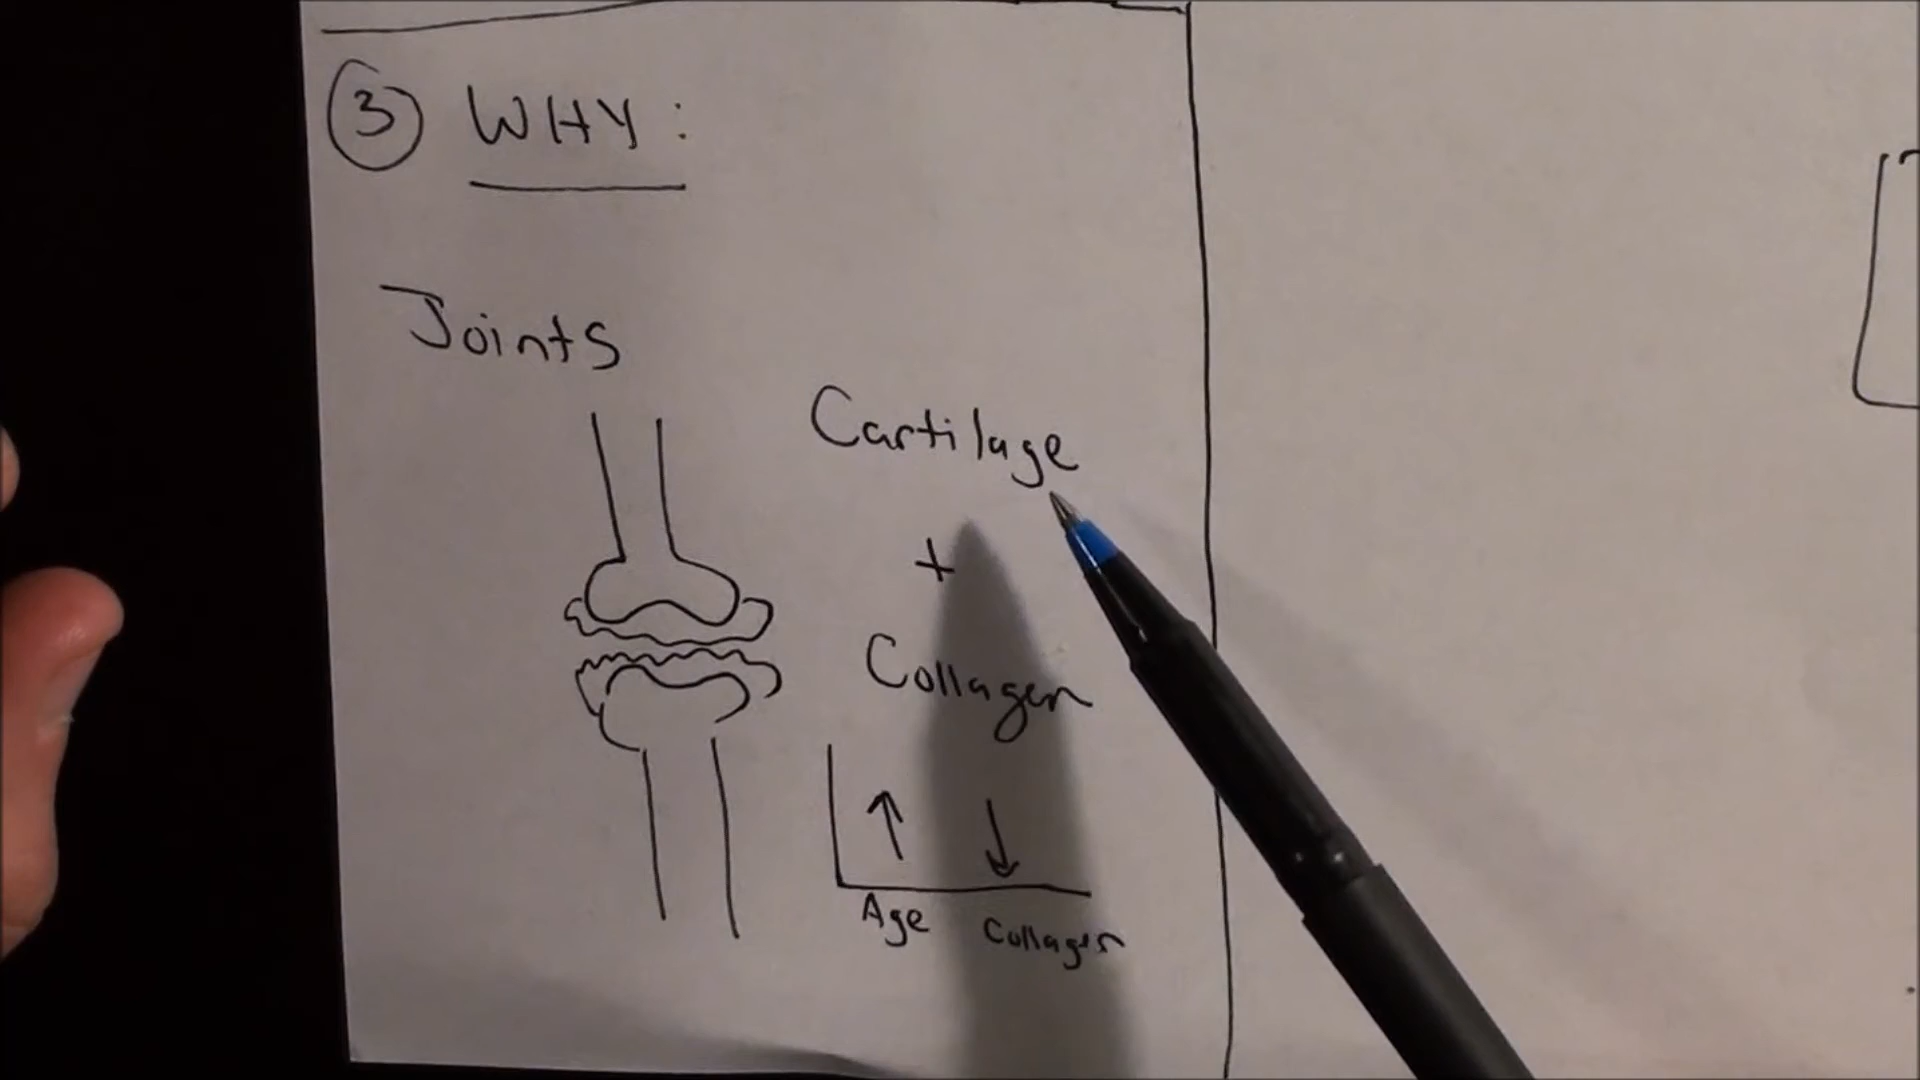 3 WHY:
Joints
Cartilage
+
Collagen
↑ ↓
Age Collagen